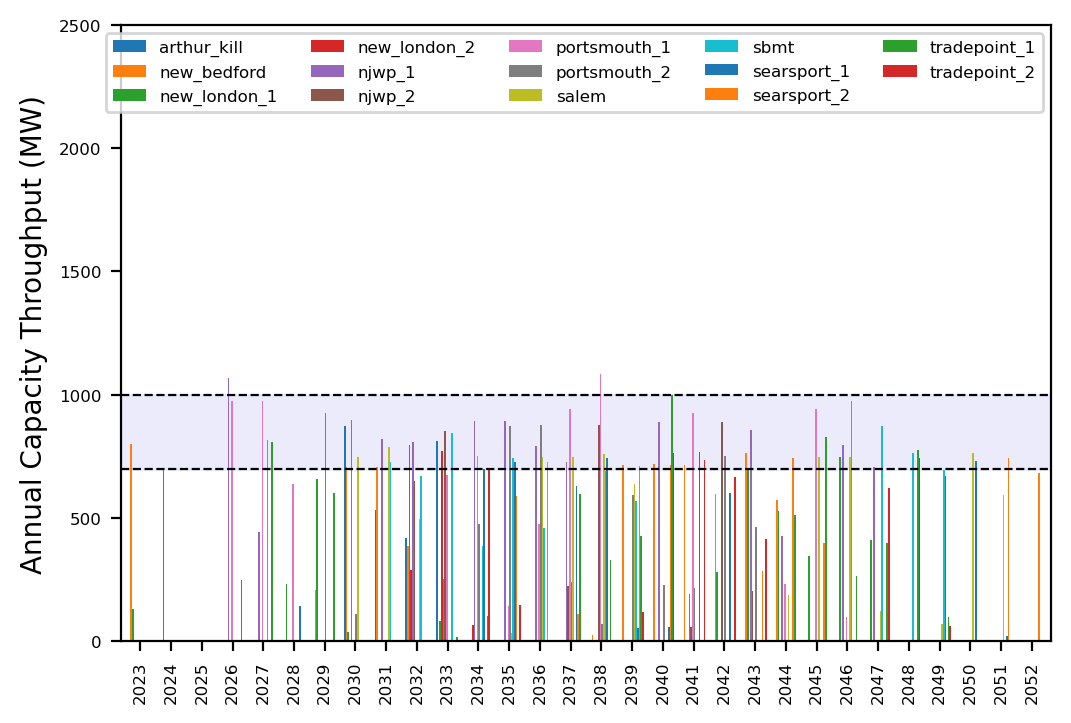 2500
2000
1500
1000
500
0
Annual Capacity Throughput (MW)
arthur_kill
new_bedford
new_london_1
new_london_2
njwp_1
njwp_2
portsmouth_1
portsmouth_2
salem
sbmt
searsport_1
searsport_2
tradepoint_1
tradepoint_2
2023
2024
2025
2026
2027
2028
2029
2030
2031
2032
2033
2034
2035
2036
2037
2038
2039
2040
2041
2042
2043
2044
2045
2046
2047
2048
2049
2050
2051
2052